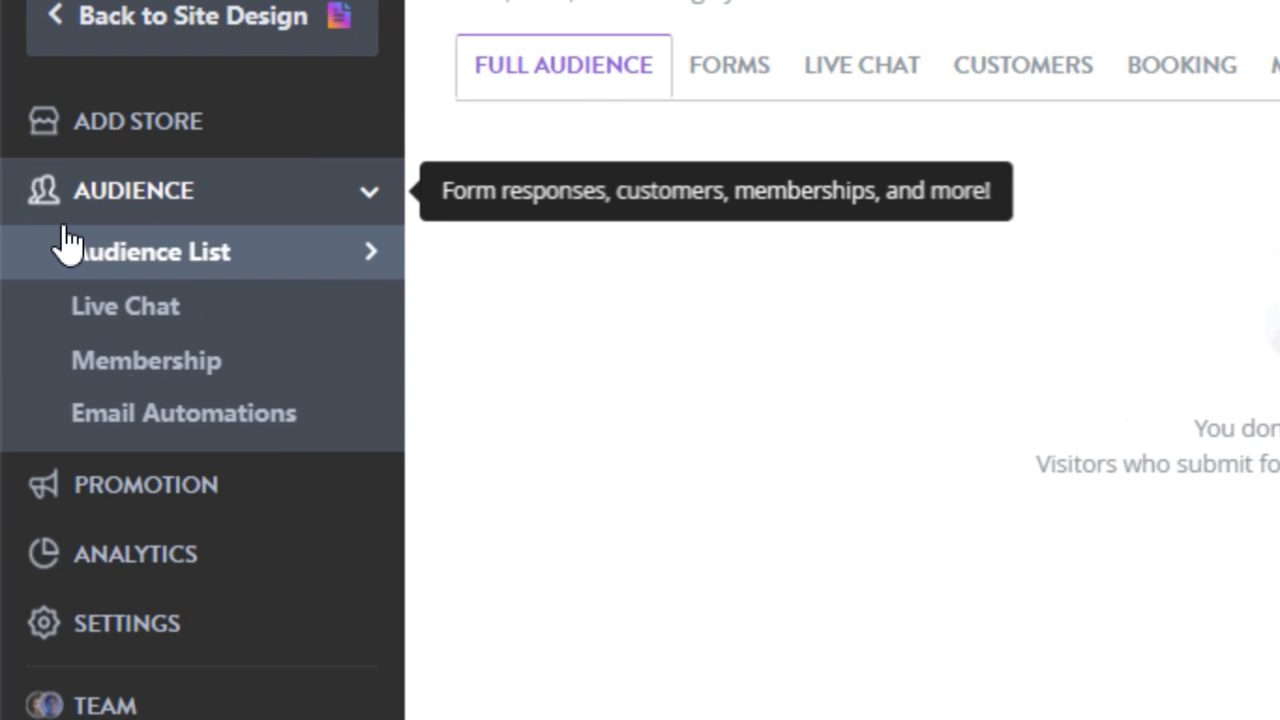 Back to Site Design
ADD STORE
AUDIENCE
Audience List
Live Chat
Membership
Email Automations
PROMOTION
ANALYTICS
SETTINGS
TEAM
FULL AUDIENCE FORMS LIVE CHAT CUSTOMERS BOOKING
Form responses, customers, memberships, and more!
You don
Visitors who submit fo